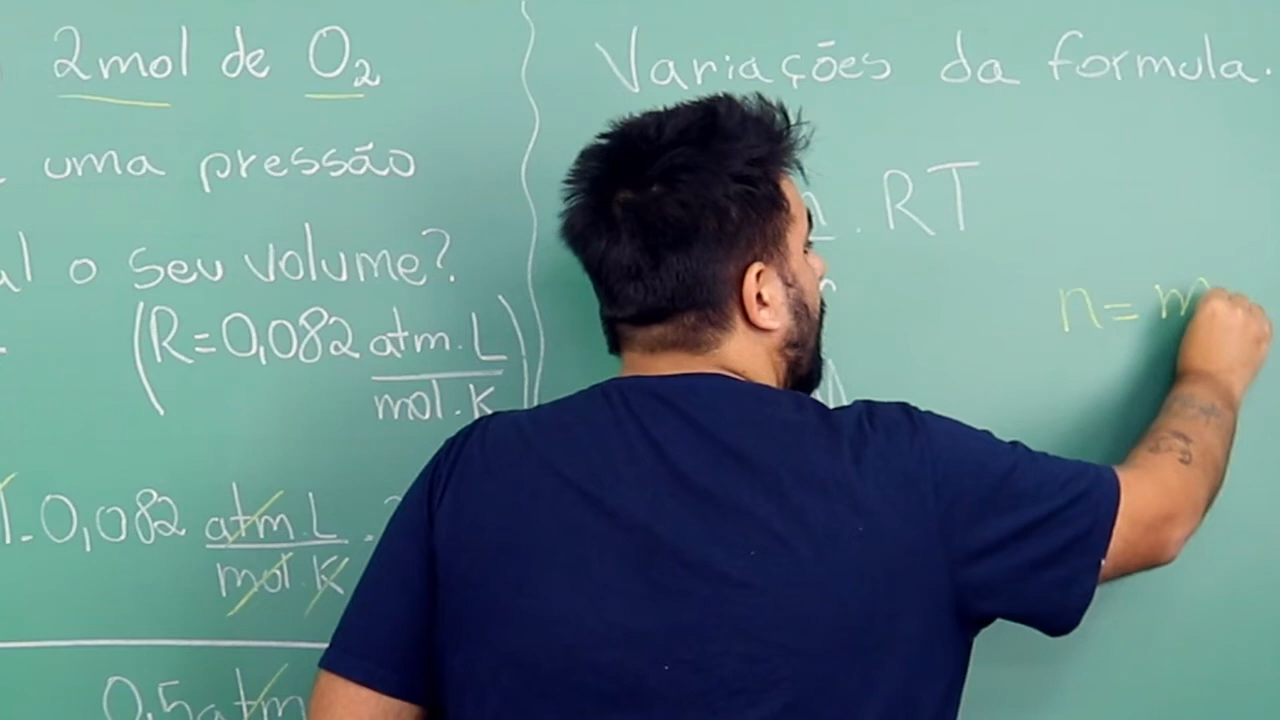 2mol de O₂
uma pressão
o seu volume?
(R=0,082 atm.L
mol.K)
0,082 atm.L
mol.K
0,5atm
Variações da formula.
. RT
n=m